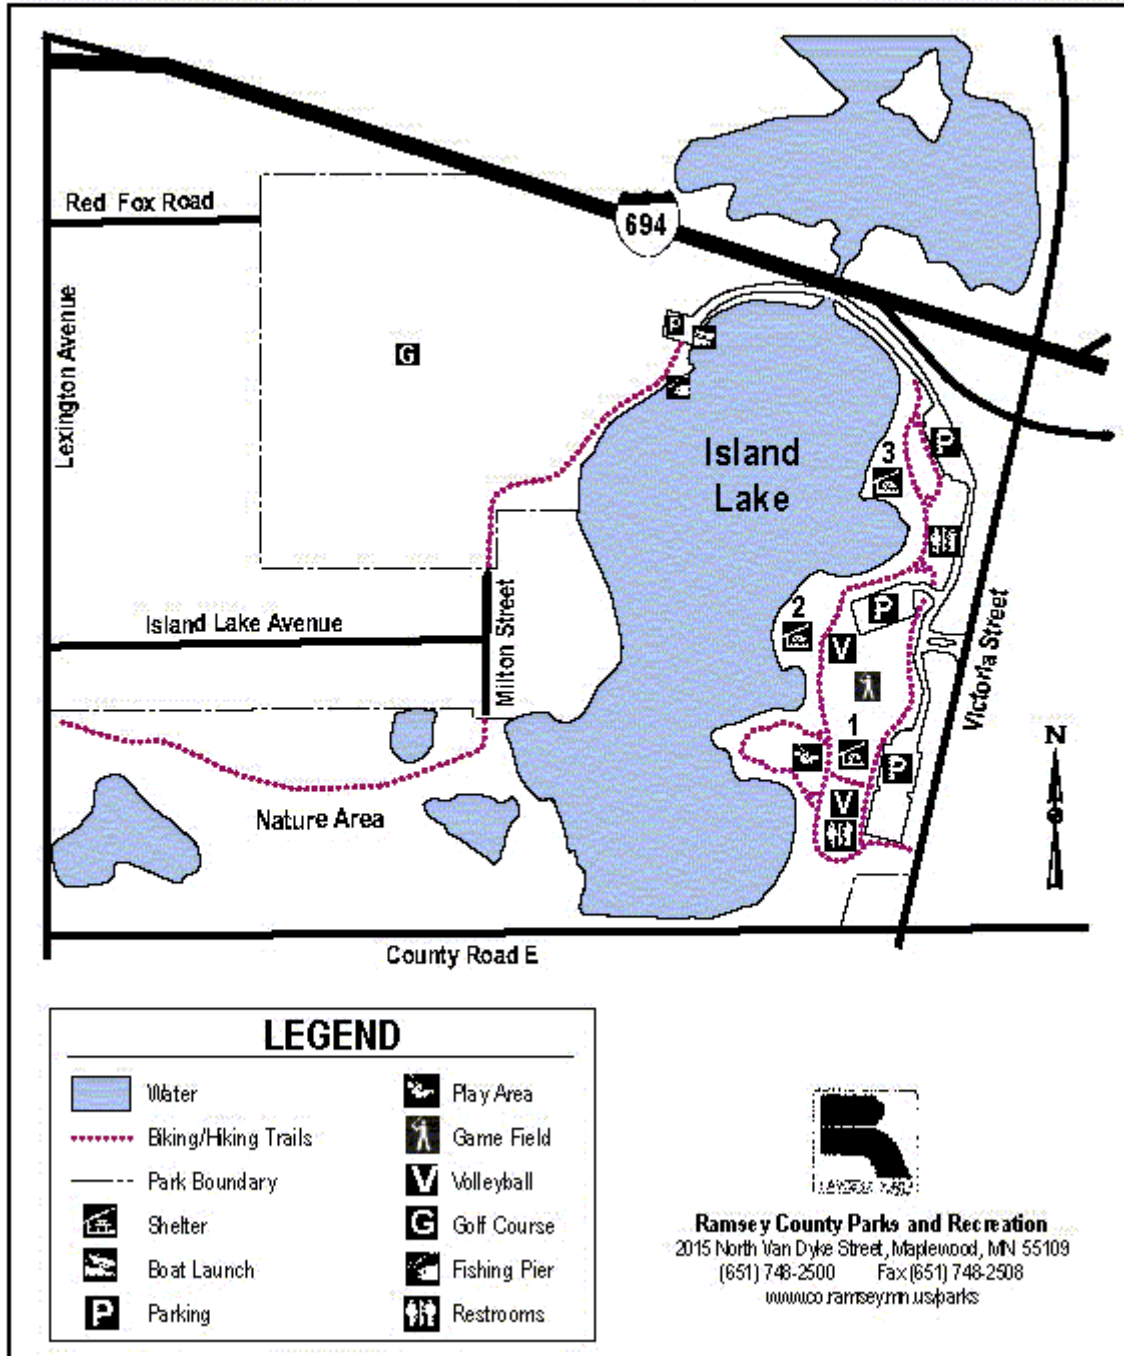 Red Fox Road
694
Lexington Avenue
P
G
Island
Lake
3
P
Island Lake Avenue
Milton Street
2
P
V
Victoria Street
1
N
P
V
Nature Area
County Road E
LEGEND
Water
Biking/Hiking Trails
Park Boundary
Shelter
Boat Launch
P Parking
Play Area
Game Field
V Volleyball
G Golf Course
Fishing Pier
Restrooms
Ramsey County Parks and Recreation
2015 North Van Dyke Street, Maplewood, MN 55109
(651) 748-2500 Fax (651) 748-2508
www.co.ramsey.mn.us/parks